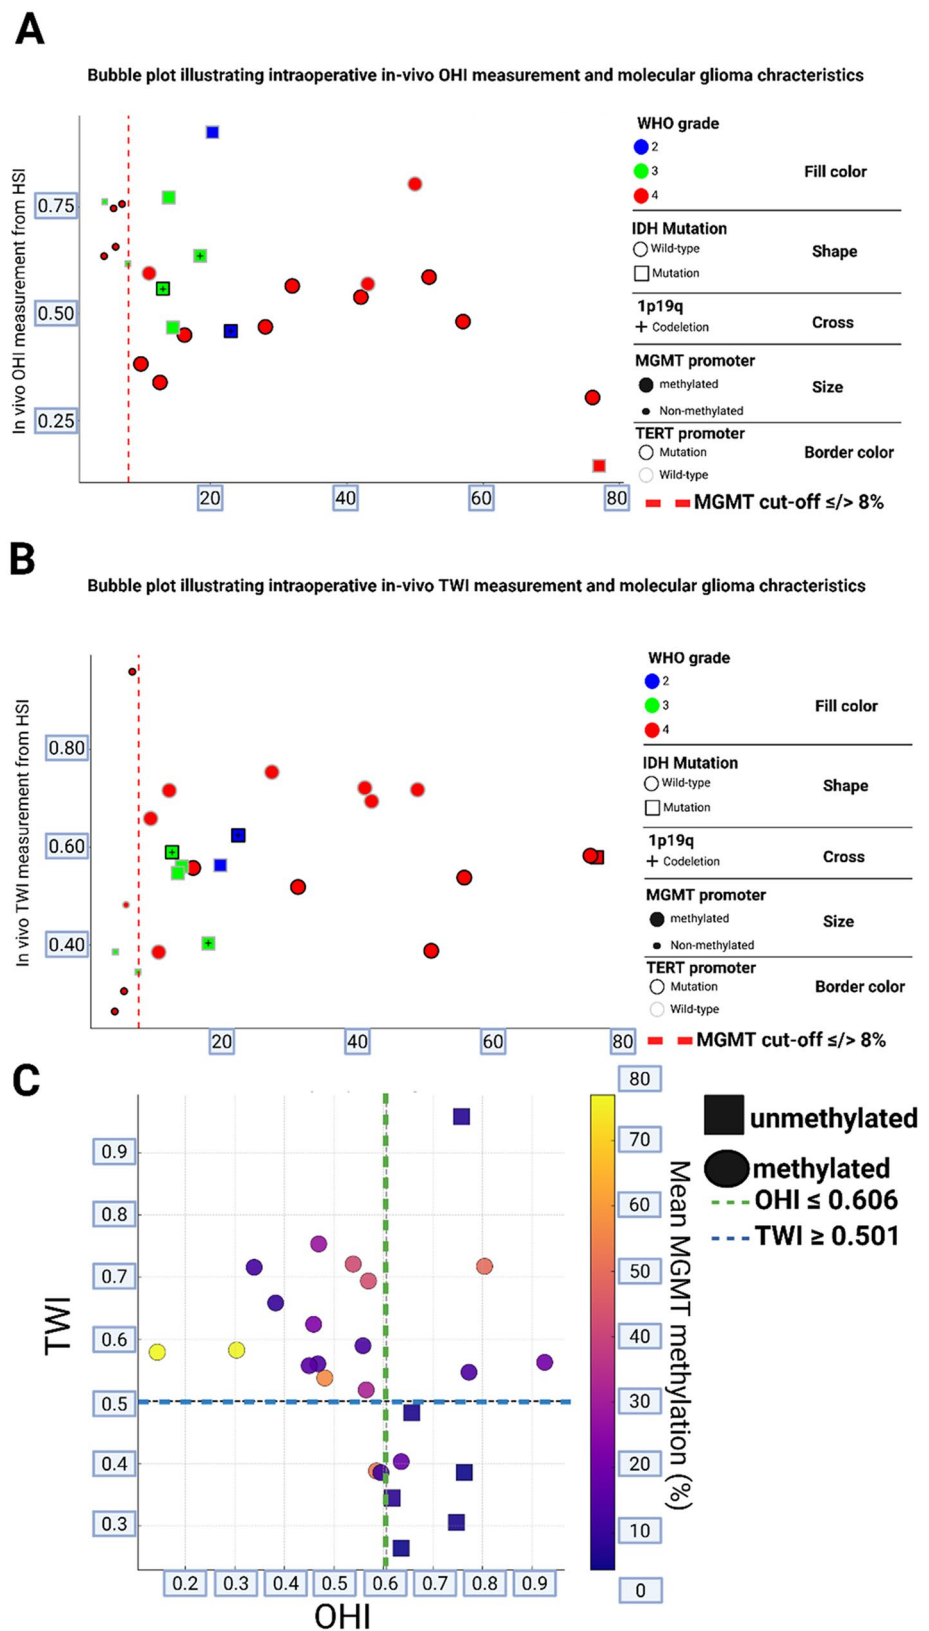 A
Bubble plot illustrating intraoperative in-vivo OHI measurement and molecular glioma chracteristics
In vivo OHI measurement from HSI
0.75
0.50
0.25
20
40
60
80
WHO grade
2
3
Fill color
4
IDH Mutation
Wild-type
Shape
Mutation
1p19q
Codeletion
Cross
MGMT promoter
methylated
Size
Non-methylated
TERT promoter
Mutation
Border color
Wild-type
MGMT cut-off ≤/> 8%
B
Bubble plot illustrating intraoperative in-vivo TWI measurement and molecular glioma chracteristics
In vivo TWI measurement from HSI
0.80
0.60
0.40
20
40
60
80
WHO grade
2
3
Fill color
4
IDH Mutation
Wild-type
Shape
Mutation
1p19q
Codeletion
Cross
MGMT promoter
methylated
Size
Non-methylated
TERT promoter
Mutation
Border color
Wild-type
MGMT cut-off ≤/> 8%
C
TWI
0.9
0.8
0.7
0.6
0.5
0.4
0.3
0.2
0.3
0.4
0.5
0.6
0.7
0.8
0.9
OHI
80
70
60
50
40
30
20
10
0
Mean MGMT methylation (%)
unmethylated
methylated
OHI ≤ 0.606
TWI ≥ 0.501